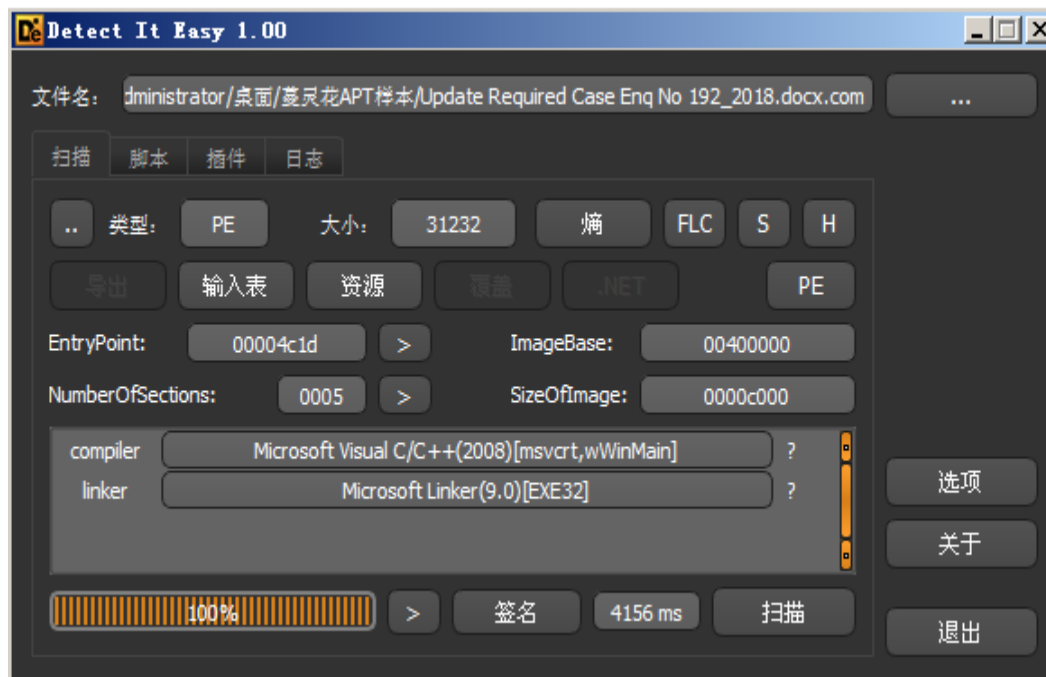 Detect It Easy 1.00
文件名: dministrator/桌面/蔓灵花APT样本/Update Required Case Enq No 192_2018.docx.com ...
扫描 脚本 插件 日志
.. 类型: PE 大小: 31232 熵 FLC S H
导出 输入表 资源 覆盖 .NET PE
EntryPoint: 00004c1d > ImageBase: 00400000
NumberOfSections: 0005 > SizeOfImage: 0000c000
compiler Microsoft Visual C/C++(2008)[msvcrt,wWinMain] ?
linker Microsoft Linker(9.0)[EXE32] ?
选项
关于
100% > 签名 4156 ms 扫描
退出